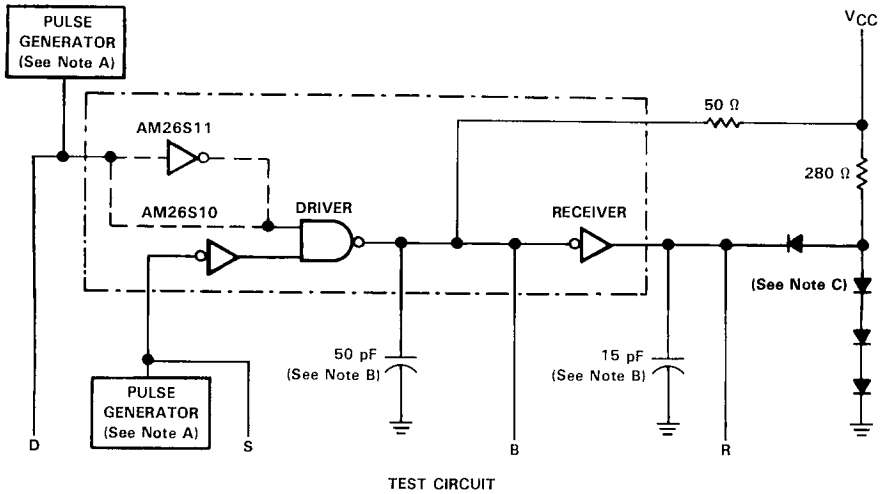 PULSE
GENERATOR
(See Note A)
VCC
50 Ω
AM26S11
280 Ω
AM26S10
DRIVER
RECEIVER
(See Note C)
50 pF
(See Note B)
15 pF
(See Note B)
PULSE
GENERATOR
(See Note A)
D
S
B
R
TEST CIRCUIT